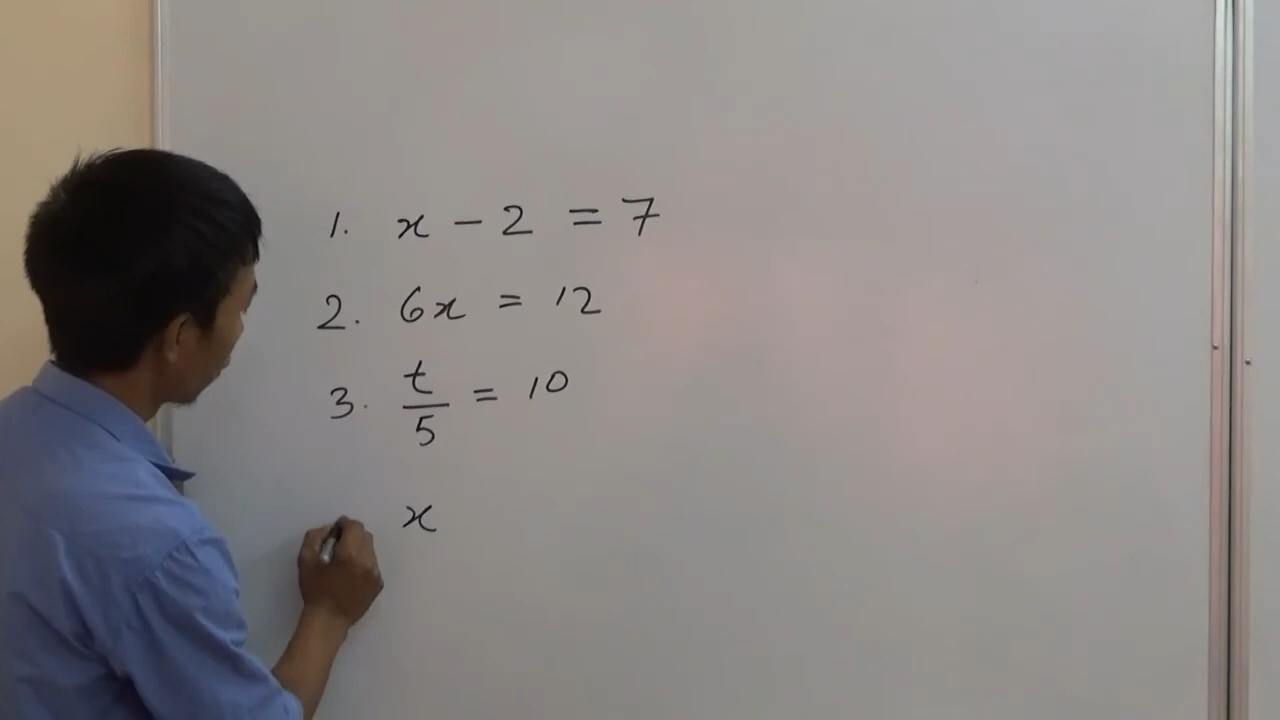 1. x - 2 = 7
2. 6x = 12
3. t/5 = 10
x